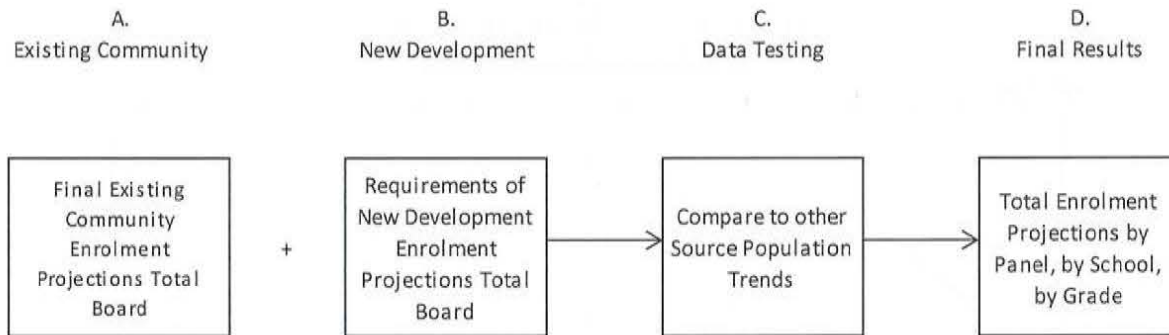 A.
Existing Community
B.
New Development
C.
Data Testing
D.
Final Results
Final Existing
Community
Enrolment
Projections Total
Board
+
Requirements of
New Development
Enrolment
Projections Total
Board
Compare to other
Source Population
Trends
Total Enrolment
Projections by
Panel, by School,
by Grade